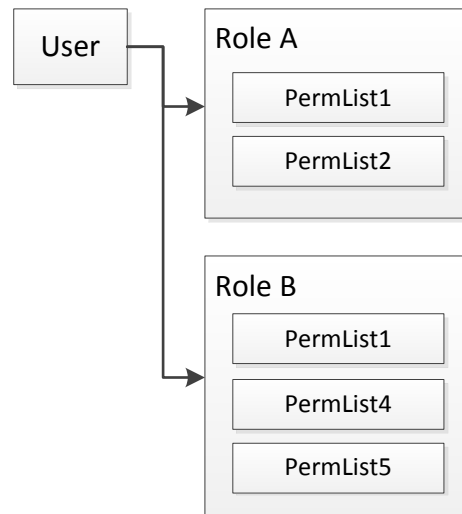 User
Role A
PermList1
PermList2
Role B
PermList1
PermList4
PermList5